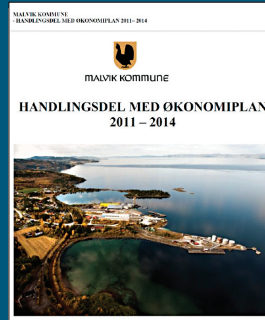 MALVIK KOMMUNE
- HANDLINGSDEL MED ØKONOMIPLAN 2011– 2014
MALVIK KOMMUNE
HANDLINGSDEL MED ØKONOMIPLAN
2011 – 2014